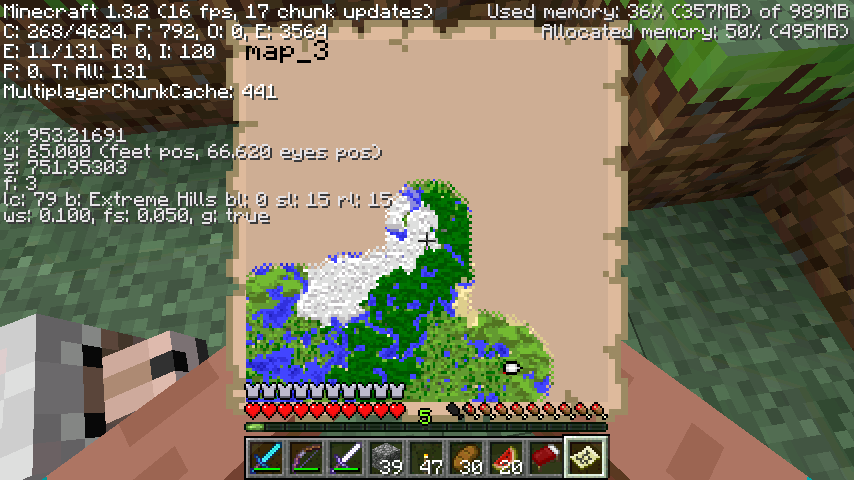 Minecraft 1.3.2 (16 fps, 17 chunk updates)
Used memory: 36% (357MB) of 989MB
C: 268/4624, F: 792, O: 0, E: 3564
Allocated memory: 50% (495MB)
E: 11/131. B: 0, I: 120
map_3
P: 0. T: All: 131
MultiplayerChunkCache: 441
x: 953.21691
y: 65.000 (feet pos, 66.620 eyes pos)
z: 751.95303
f: 3
lc: 79 b: Extreme Hills bl: 0 sl: 15 rl: 15
ws: 0.100, fs: 0.050, g: true
5
39 47 30 20